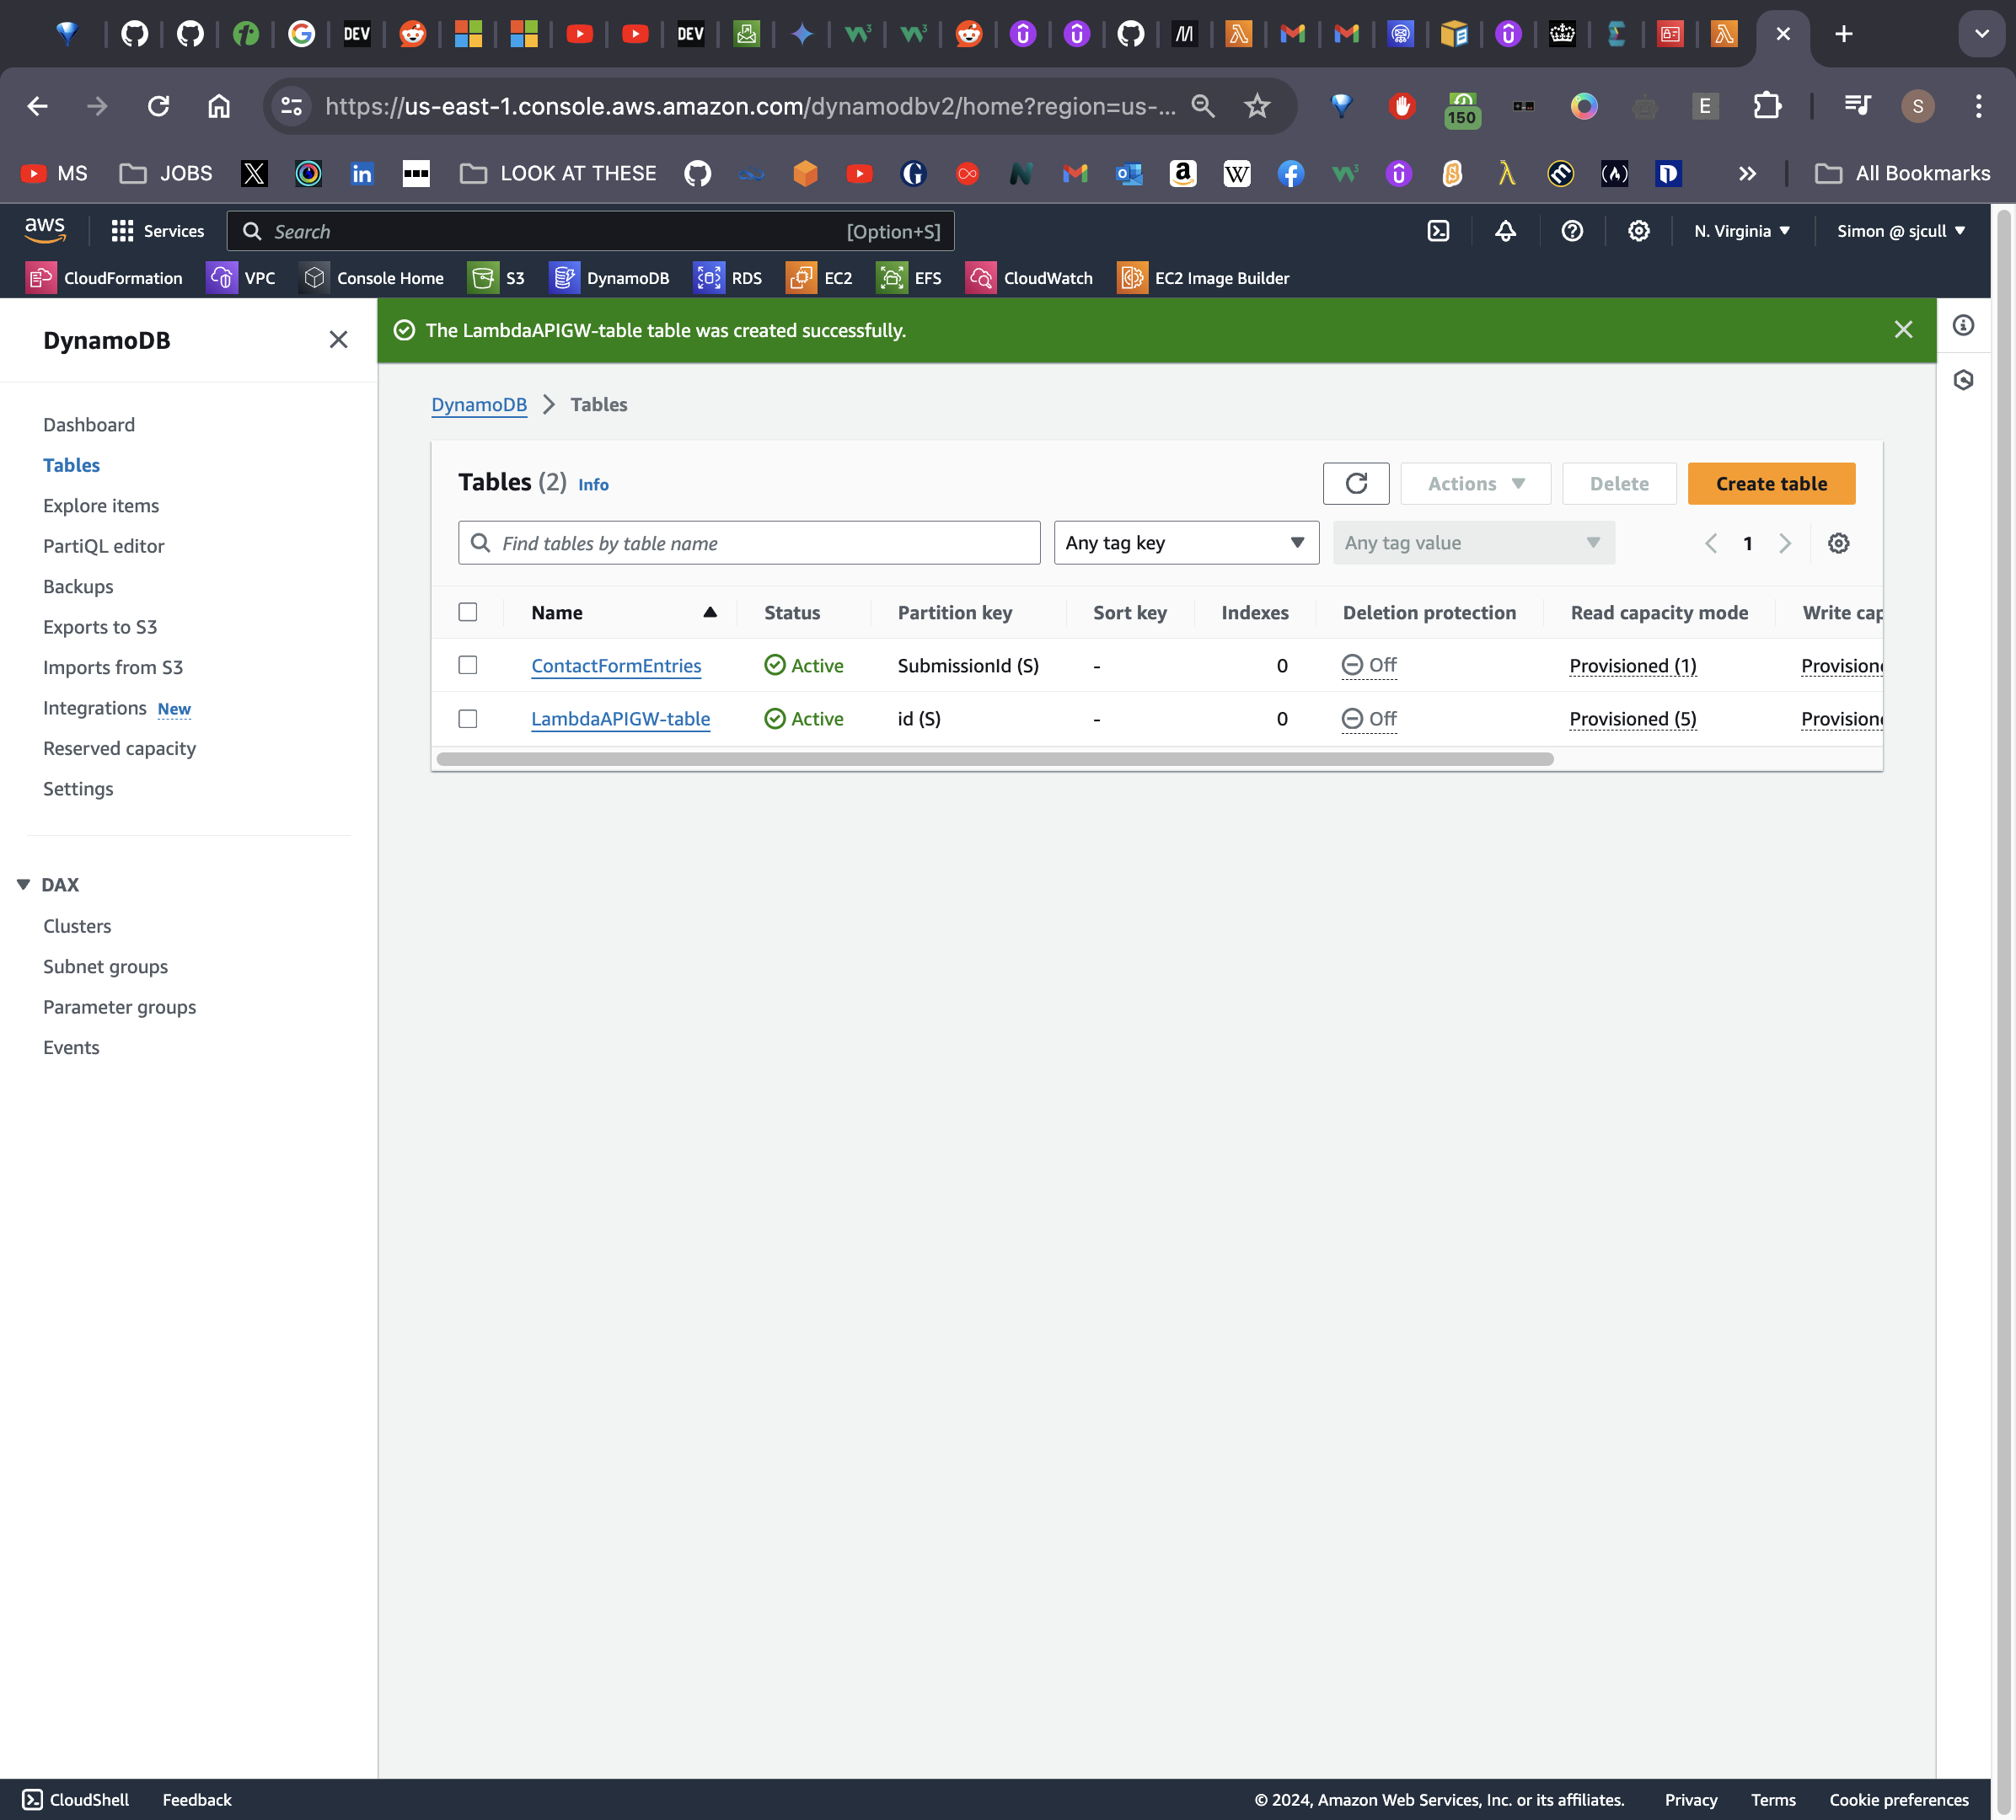 DEV
DEV
https://us-east-1.console.aws.amazon.com/dynamodbv2/home?region=us-...
150
E
S
MS
JOBS
LOOK AT THESE
All Bookmarks
aws
Services
Search
[Option+S]
N. Virginia
Simon @ sjcull
CloudFormation
VPC
Console Home
S3
DynamoDB
RDS
EC2
EFS
CloudWatch
EC2 Image Builder
DynamoDB
The LambdaAPIGW-table table was created successfully.
Dashboard
Tables
Explore items
PartiQL editor
Backups
Exports to S3
Imports from S3
Integrations New
Reserved capacity
Settings
DAX
Clusters
Subnet groups
Parameter groups
Events
DynamoDB > Tables
Tables (2) Info
Actions
Delete
Create table
Find tables by table name
Any tag key
Any tag value
1
Name Status Partition key Sort key Indexes Deletion protection Read capacity mode Write cap
ContactFormEntries Active SubmissionId (S) - 0 Off Provisioned (1) Provision
LambdaAPIGW-table Active id (S) - 0 Off Provisioned (5) Provision
CloudShell
Feedback
© 2024, Amazon Web Services, Inc. or its affiliates.
Privacy
Terms
Cookie preferences